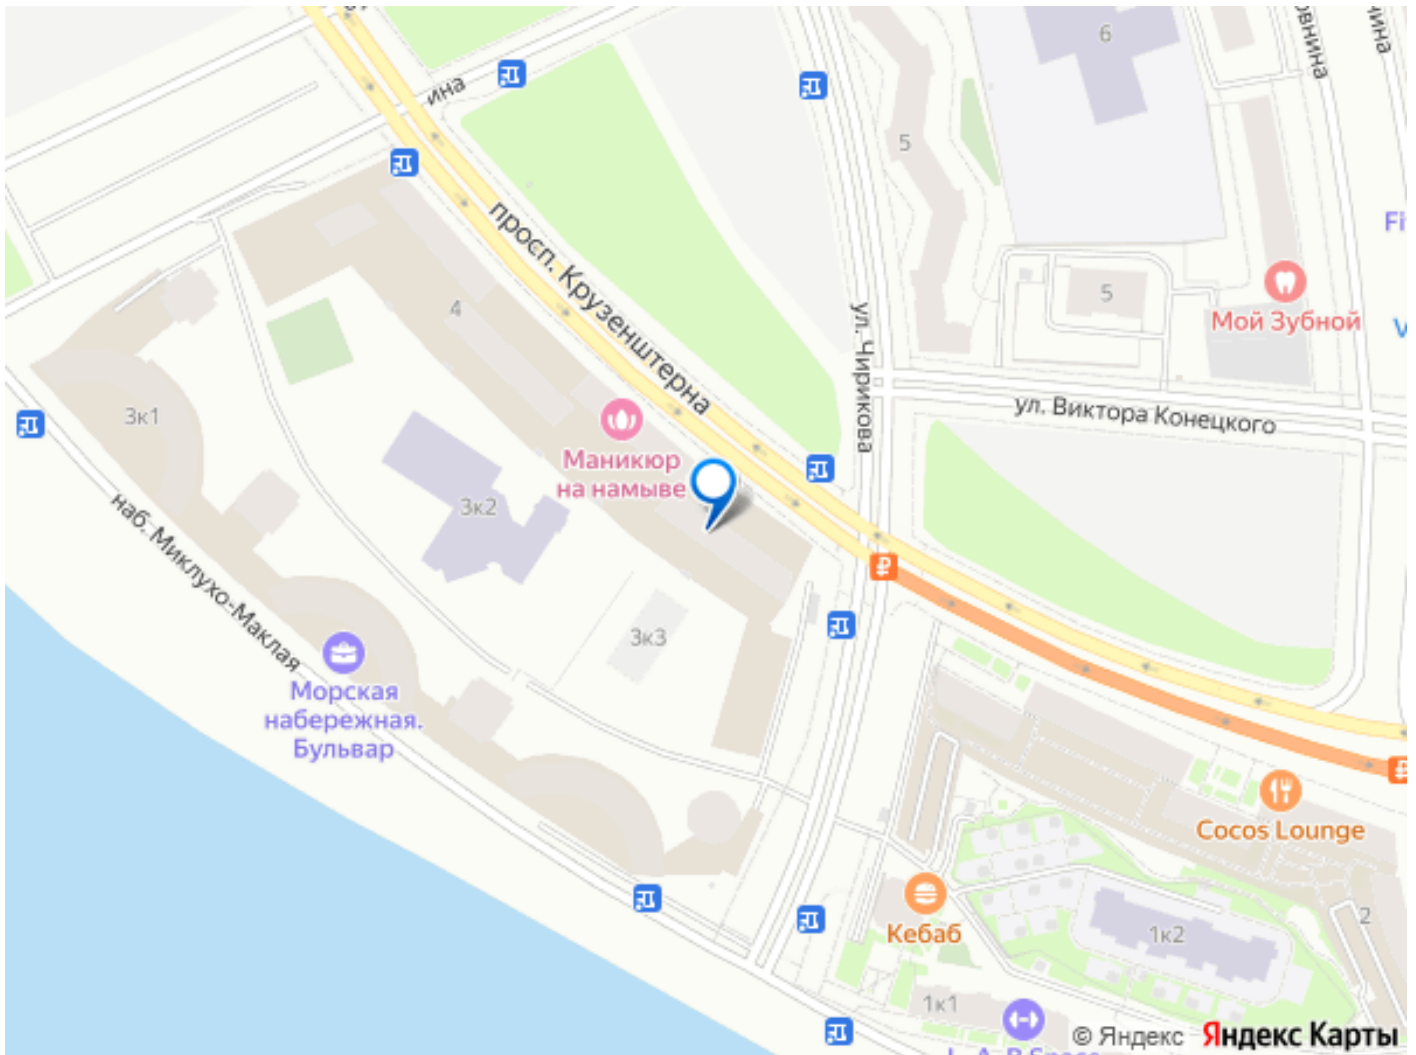 6
ина
5
просп. Крузенштерна
4
5
Мой Зубной
ул. Чирикова
ул. Виктора Конецкого
3к1
Маникюр
на намыве
3к2
наб. Миклухо-Маклая
3к3
Морская
набережная.
Бульвар
Cocos Lounge
Кебаб
2
1к2
1к1
© Яндекс Яндекс Карты